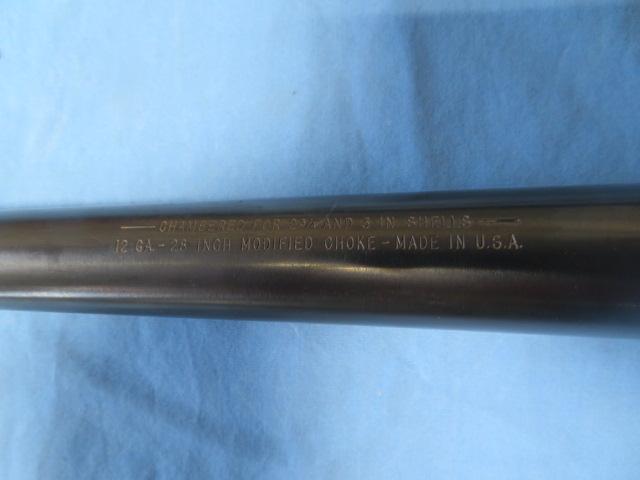 CHAMBERED FOR 2¾ AND 3 IN SHELLS
12 GA. - 28 INCH MODIFIED CHOKE - MADE IN U.S.A.